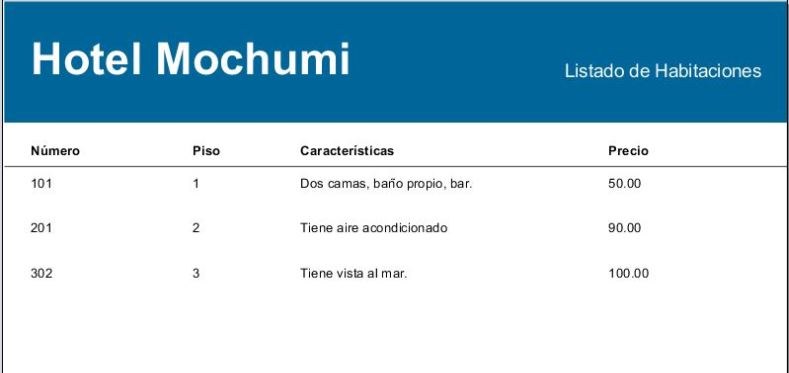 Hotel Mochumi
Listado de Habitaciones
Número Piso Características Precio
101 1 Dos camas, baño propio, bar. 50.00
201 2 Tiene aire acondicionado 90.00
302 3 Tiene vista al mar. 100.00